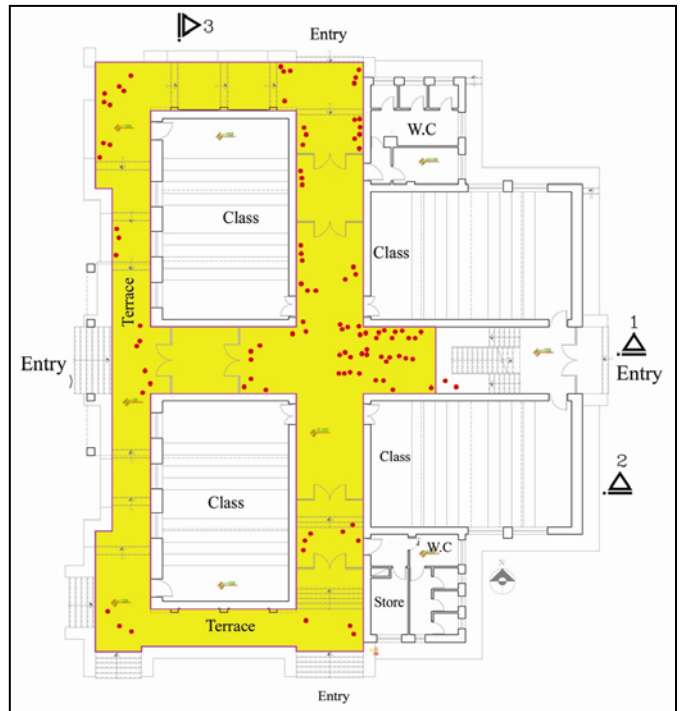 3
Entry
W.C
Class
Class
Terrace
1
Entry
Entry
2
Class
Class
W.C
Store
Terrace
N
Entry